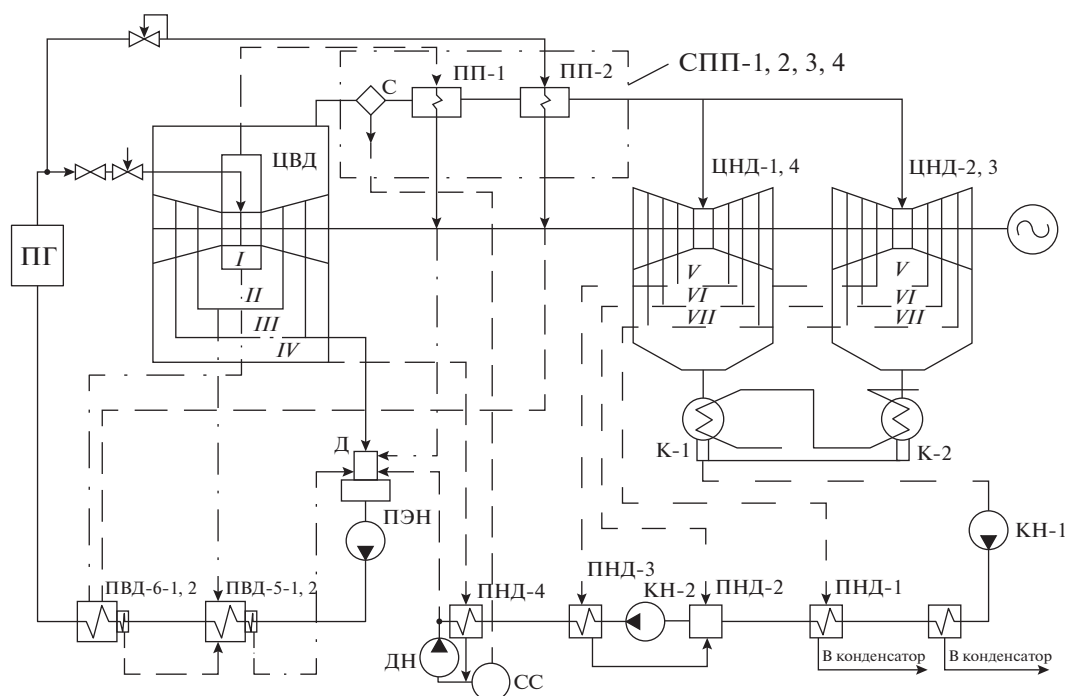 СПП-1, 2, 3, 4
ПП-1
ПП-2
С
ЦВД
ЦНД-1, 4
ЦНД-2, 3
ПГ
I
II
III
IV
V
VI
VII
V
VI
VII
Д
К-1
К-2
ПЭН
КН-1
ПВД-6-1, 2
ПВД-5-1, 2
ПНД-4
ПНД-3
КН-2
ПНД-2
ПНД-1
ДН
СС
В конденсатор
В конденсатор